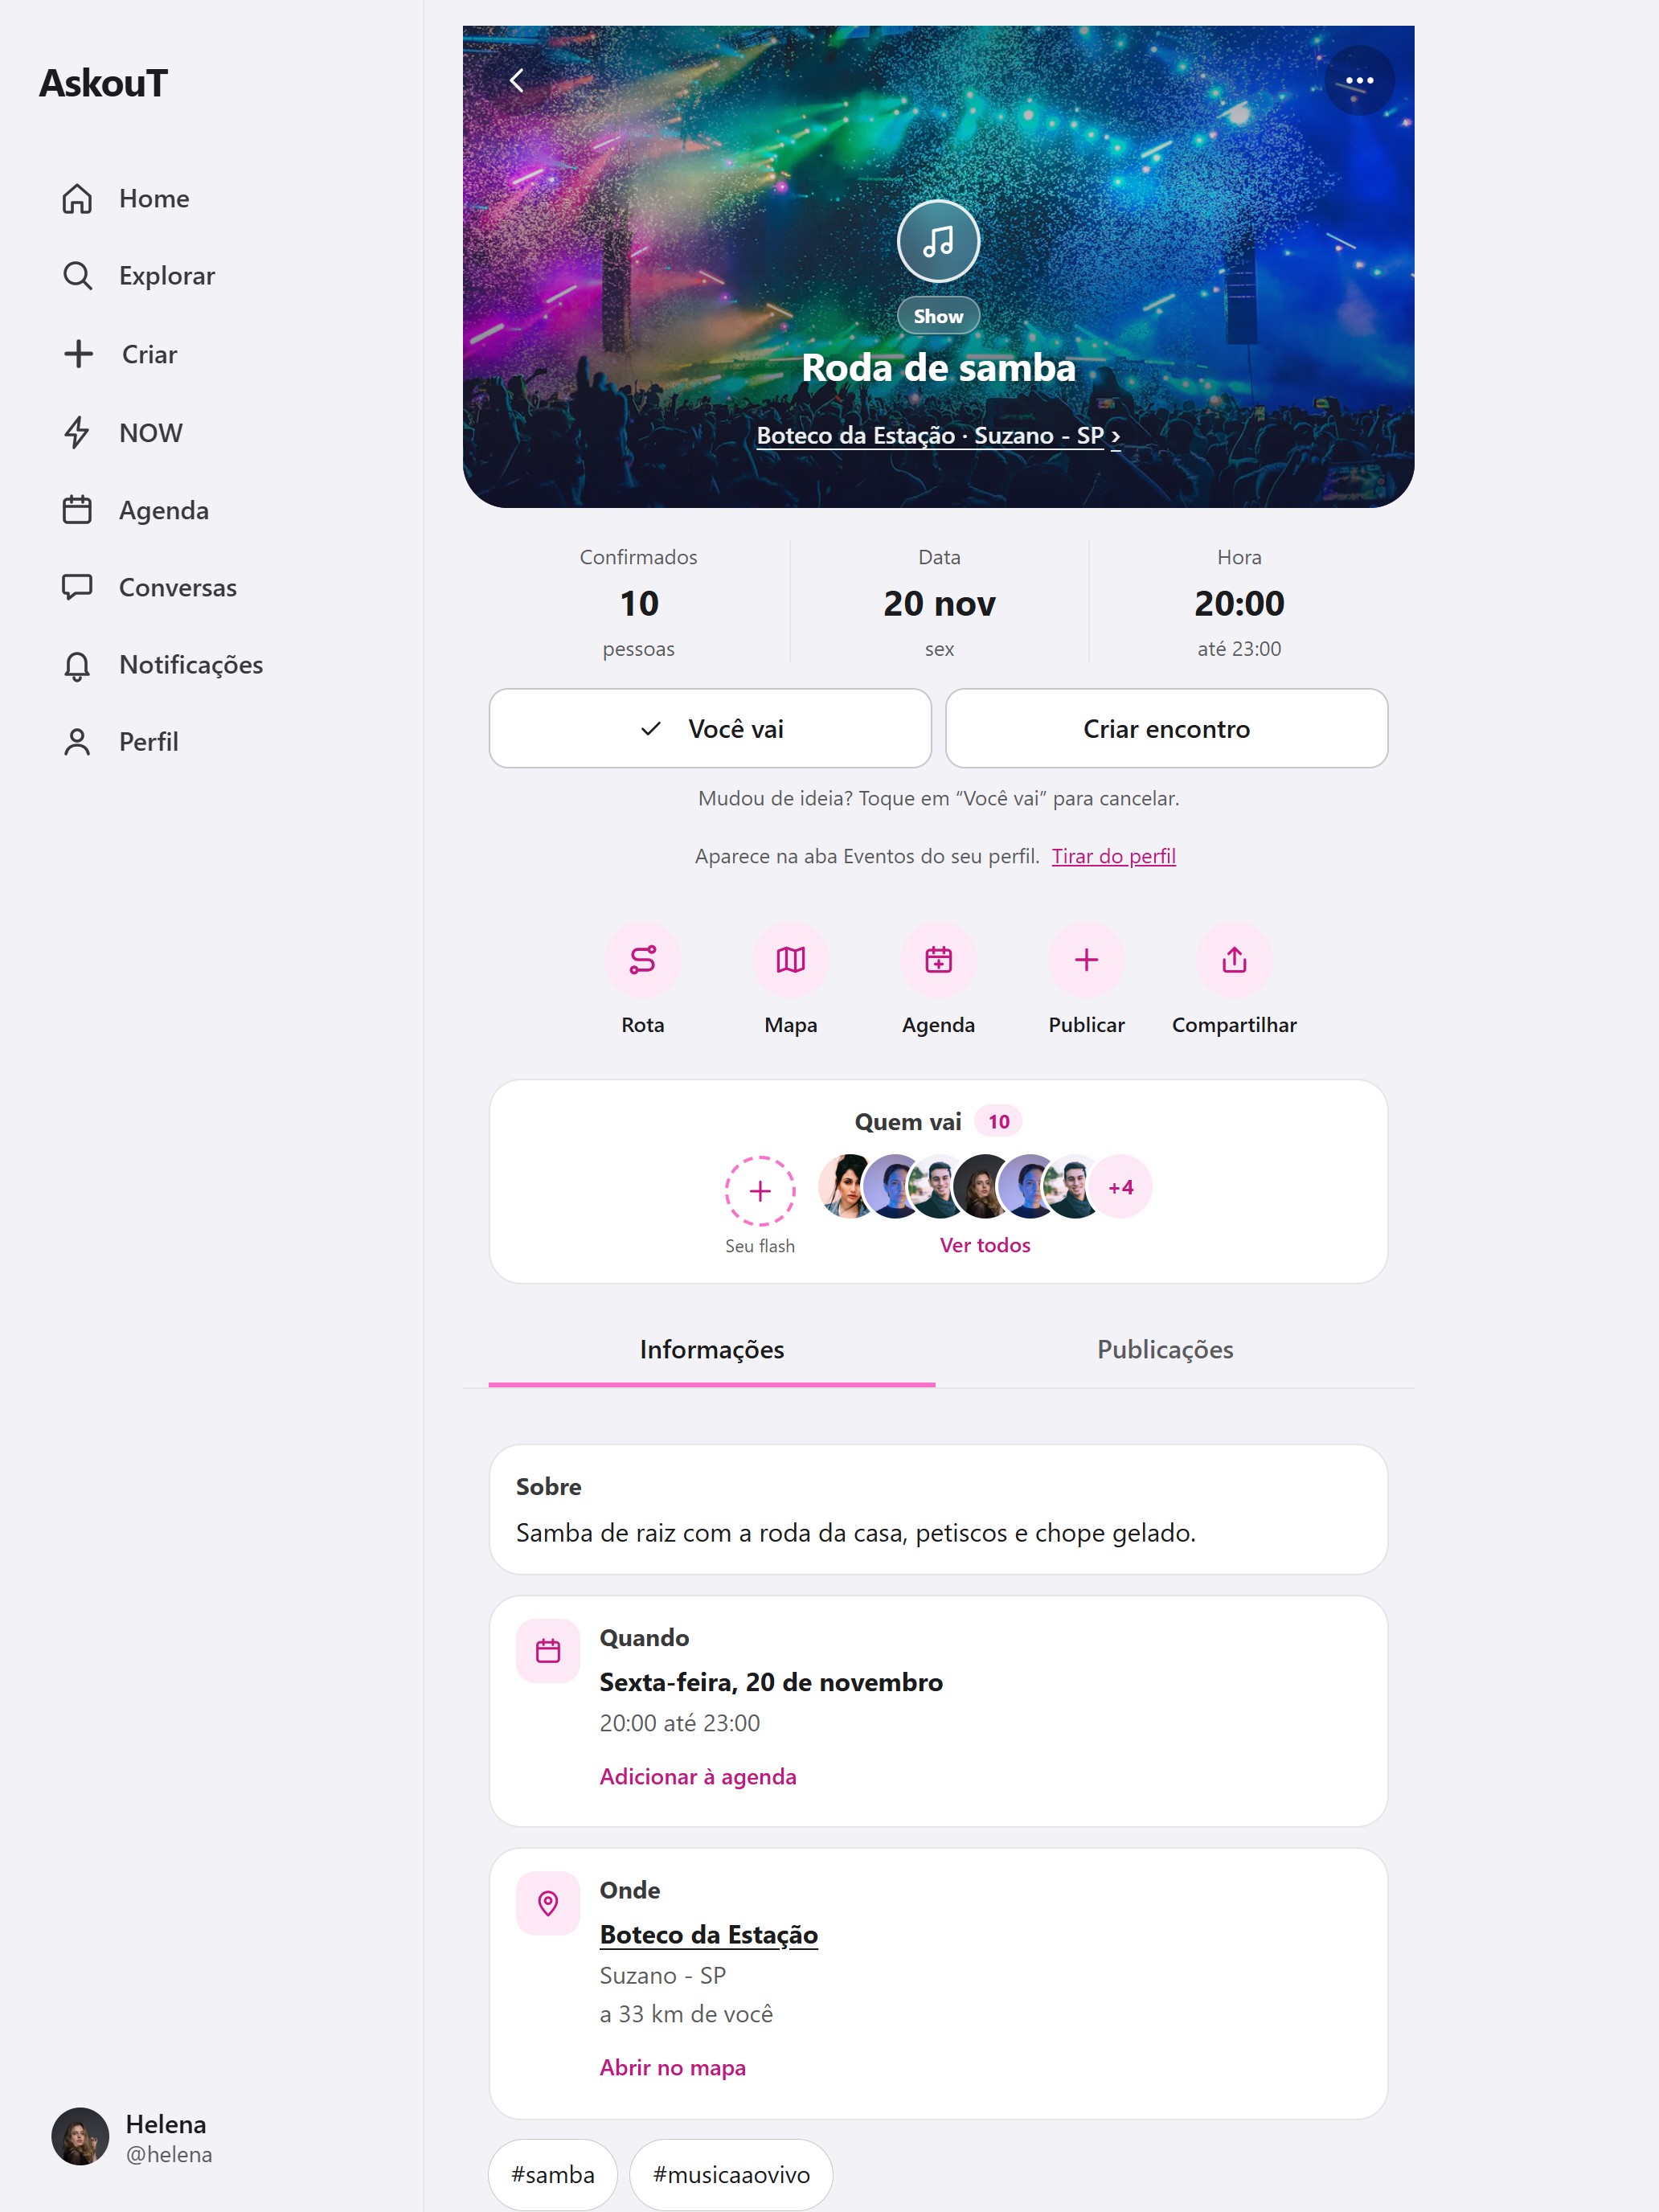 AskouT
Home
Explorar
Criar
NOW
Agenda
Conversas
Notificações
Perfil
Helena
@helena
Show
Roda de samba
Boteco da Estação · Suzano - SP ›
Confirmados
10
pessoas
Data
20 nov
sex
Hora
20:00
até 23:00
Você vai
Criar encontro
Mudou de ideia? Toque em “Você vai” para cancelar.
Aparece na aba Eventos do seu perfil. Tirar do perfil
Rota
Mapa
Agenda
Publicar
Compartilhar
Quem vai 10
+4
Seu flash
Ver todos
Informações
Publicações
Sobre
Samba de raiz com a roda da casa, petiscos e chope gelado.
Quando
Sexta-feira, 20 de novembro
20:00 até 23:00
Adicionar à agenda
Onde
Boteco da Estação
Suzano - SP
a 33 km de você
Abrir no mapa
#samba
#musicaaovivo